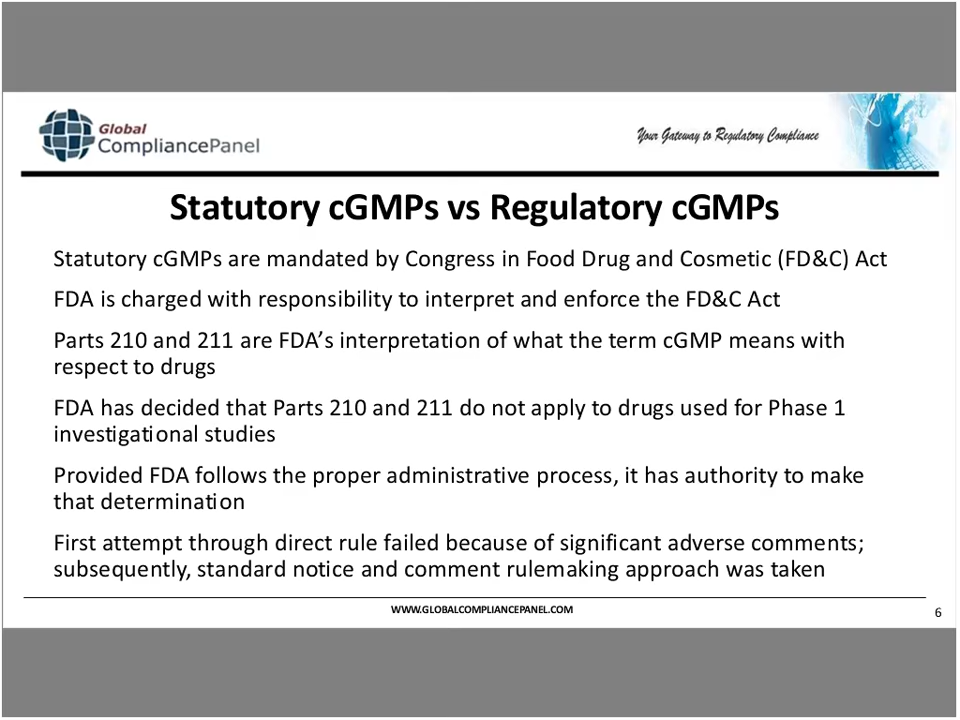 Global
CompliancePanel
Your Gateway to Regulatory Compliance
Statutory cGMPs vs Regulatory cGMPs
Statutory cGMPs are mandated by Congress in Food Drug and Cosmetic (FD&C) Act
FDA is charged with responsibility to interpret and enforce the FD&C Act
Parts 210 and 211 are FDA’s interpretation of what the term cGMP means with
respect to drugs
FDA has decided that Parts 210 and 211 do not apply to drugs used for Phase 1
investigational studies
Provided FDA follows the proper administrative process, it has authority to make
that determination
First attempt through direct rule failed because of significant adverse comments;
subsequently, standard notice and comment rulemaking approach was taken
WWW.GLOBALCOMPLIANCEPANEL.COM
6